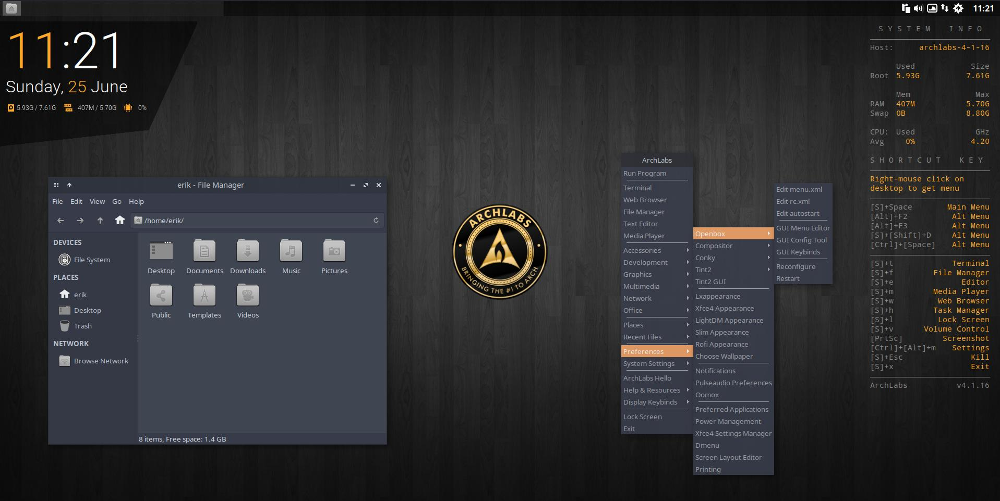 11:21
11:21
Sunday, 25 June
5.93G / 7.61G 407M / 5.70G 0%
erik - File Manager
File Edit View Go Help
/home/erik/
DEVICES
File System
PLACES
erik
Desktop
Trash
NETWORK
Browse Network
Desktop Documents Downloads Music Pictures
Public Templates Videos
8 items, Free space: 1.4 GB
ARCHLABS
BRINGING THE #1 TO ARCH
ArchLabs
Run Program
Terminal
Web Browser
File Manager
Text Editor
Media Player
Accessories
Development
Graphics
Multimedia
Network
Office
Places
Recent Files
Preferences
System Settings
ArchLabs Hello
Help & Resources
Display Keybinds
Lock Screen
Exit
Openbox
Compositor
Conky
Tint2
Tint2 GUI
Lxappearance
Xfce4 Appearance
LightDM Appearance
Slim Appearance
Rofi Appearance
Choose Wallpaper
Notifications
Pulseaudio Preferences
Oomox
Preferred Applications
Power Management
Xfce4 Settings Manager
Dmenu
Screen Layout Editor
Printing
Edit menu.xml
Edit rc.xml
Edit autostart
GUI Menu Editor
GUI Config Tool
GUI Keybinds
Reconfigure
Restart
SYSTEM INFO
Host: archlabs-4-1-16
Used Size
Root 5.93G 7.61G
Mem Max
RAM 407M 5.70G
Swap 0B 8.80G
CPU: Used GHz
Avg 0% 4.20
SHORTCUT KEY
Right-mouse click on
desktop to get menu
[S]+Space Main Menu
[Alt]+F2 Alt Menu
[Alt]+F3 Alt Menu
[S]+[Shift]+D Alt Menu
[Ctrl]+[Space] Alt Menu
[S]+t Terminal
[S]+f File Manager
[S]+e Editor
[S]+m Media Player
[S]+w Web Browser
[S]+h Task Manager
[S]+l Lock Screen
[S]+v Volume Control
[PrtSc] Screenshot
[Ctrl]+[Alt]+m Settings
[S]+Esc Kill
[S]+x Exit
ArchLabs v4.1.16